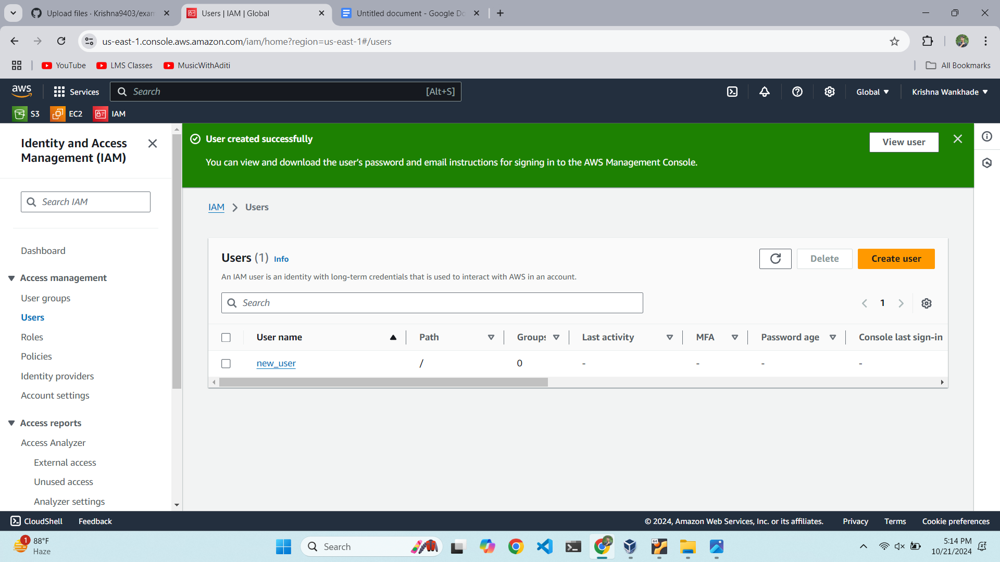 Upload files · Krishna9403/exam
Users | IAM | Global
Untitled document - Google Do
us-east-1.console.aws.amazon.com/iam/home?region=us-east-1#/users
YouTube
LMS Classes
MusicWithAditi
All Bookmarks
aws
Services
Search
[Alt+S]
Global
Krishna Wankhade
S3
EC2
IAM
Identity and Access
Management (IAM)
Search IAM
Dashboard
Access management
User groups
Users
Roles
Policies
Identity providers
Account settings
Access reports
Access Analyzer
External access
Unused access
Analyzer settings
User created successfully
View user
You can view and download the user's password and email instructions for signing in to the AWS Management Console.
IAM
Users
Users (1) Info
Delete
Create user
An IAM user is an identity with long-term credentials that is used to interact with AWS in an account.
Search
1
User name
Path
Groups
Last activity
MFA
Password age
Console last sign-in
new_user
/
0
-
-
-
-
CloudShell
Feedback
© 2024, Amazon Web Services, Inc. or its affiliates.
Privacy
Terms
Cookie preferences
1
88°F
Haze
Search
64
5:14 PM
10/21/2024